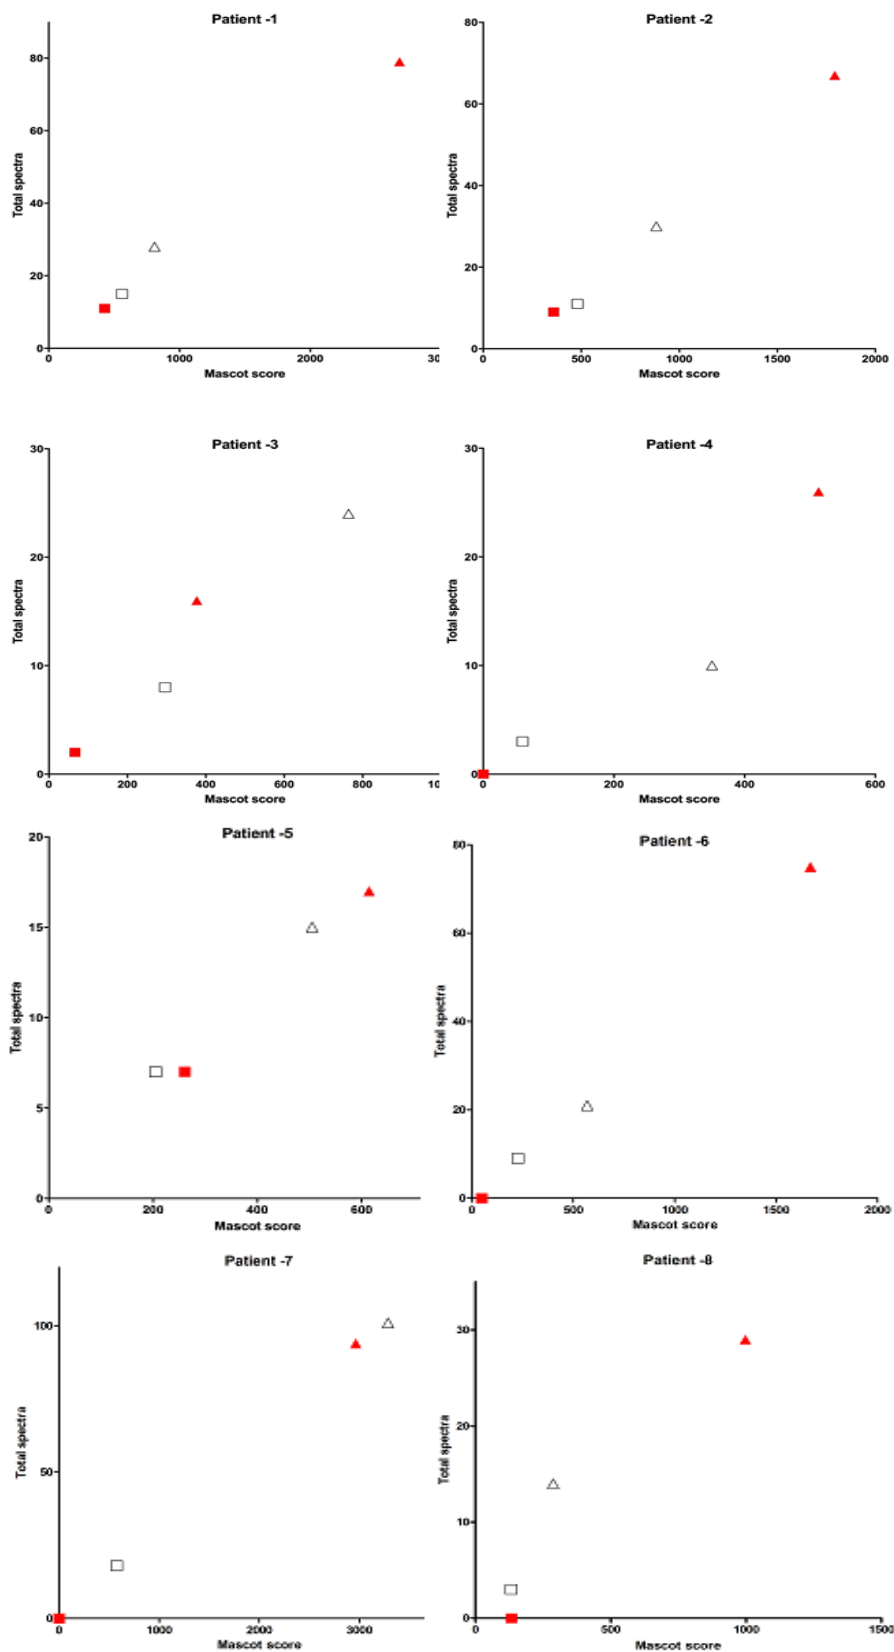 Patient -1
80
60
40
20
0
Total spectra
0 1000 2000 30
Mascot score
Patient -2
80
60
40
20
0
Total spectra
0 500 1000 1500 2000
Mascot score
Patient -3
30
20
10
0
Total spectra
0 200 400 600 800 10
Mascot score
Patient -4
30
20
10
0
Total spectra
0 200 400 600
Mascot score
Patient -5
20
15
10
5
0
Total spectra
0 200 400 600
Mascot score
Patient -6
80
60
40
20
0
Total spectra
0 500 1000 1500 2000
Mascot score
Patient -7
100
50
0
Total spectra
0 1000 2000 3000
Mascot score
Patient -8
30
20
10
0
Total spectra
0 500 1000 1500
Mascot score